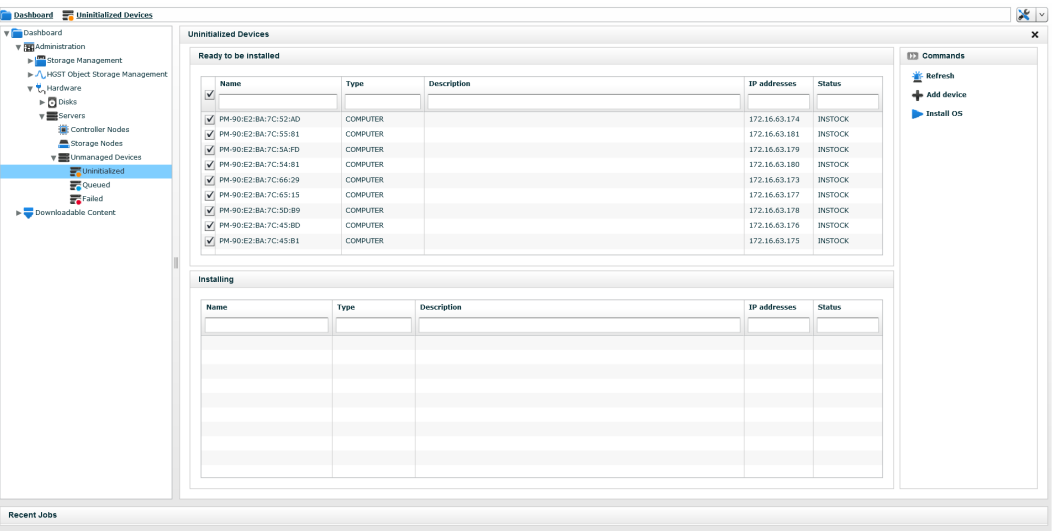 Dashboard Uninitialized Devices
Dashboard
Administration
Storage Management
HGST Object Storage Management
Hardware
Disks
Servers
Controller Nodes
Storage Nodes
Unmanaged Devices
Uninitialized
Queued
Failed
Downloadable Content
Uninitialized Devices
Ready to be installed
Name Type Description IP addresses Status
PM-90:E2:BA:7C:52:AD COMPUTER 172.16.63.174 INSTOCK
PM-90:E2:BA:7C:55:81 COMPUTER 172.16.63.181 INSTOCK
PM-90:E2:BA:7C:5A:FD COMPUTER 172.16.63.179 INSTOCK
PM-90:E2:BA:7C:54:81 COMPUTER 172.16.63.180 INSTOCK
PM-90:E2:BA:7C:66:29 COMPUTER 172.16.63.173 INSTOCK
PM-90:E2:BA:7C:65:15 COMPUTER 172.16.63.177 INSTOCK
PM-90:E2:BA:7C:5D:B9 COMPUTER 172.16.63.178 INSTOCK
PM-90:E2:BA:7C:45:BD COMPUTER 172.16.63.176 INSTOCK
PM-90:E2:BA:7C:45:B1 COMPUTER 172.16.63.175 INSTOCK
Installing
Name Type Description IP addresses Status
Commands
Refresh
Add device
Install OS
Recent Jobs